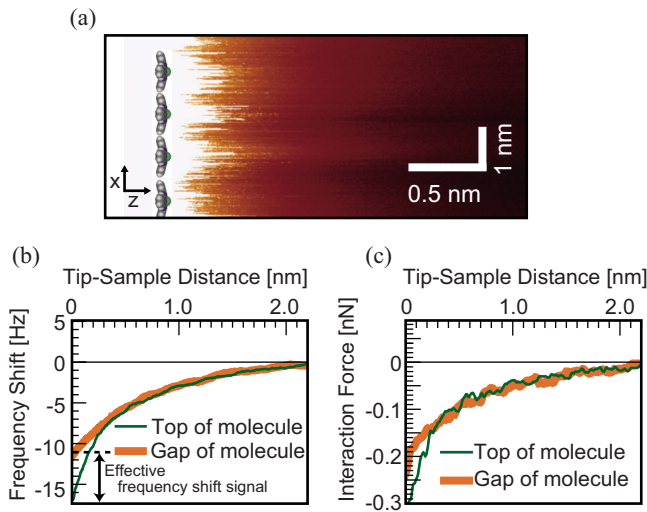 (a)
x
z
0.5 nm
1 nm
(b)
Tip-Sample Distance [nm]
0
1.0
2.0
Frequency Shift [Hz]
5
0
-5
-10
-15
Top of molecule
Gap of molecule
Effective
frequency shift signal
(c)
Tip-Sample Distance [nm]
0
1.0
2.0
Interaction Force [nN]
0
-0.1
-0.2
-0.3
Top of molecule
Gap of molecule